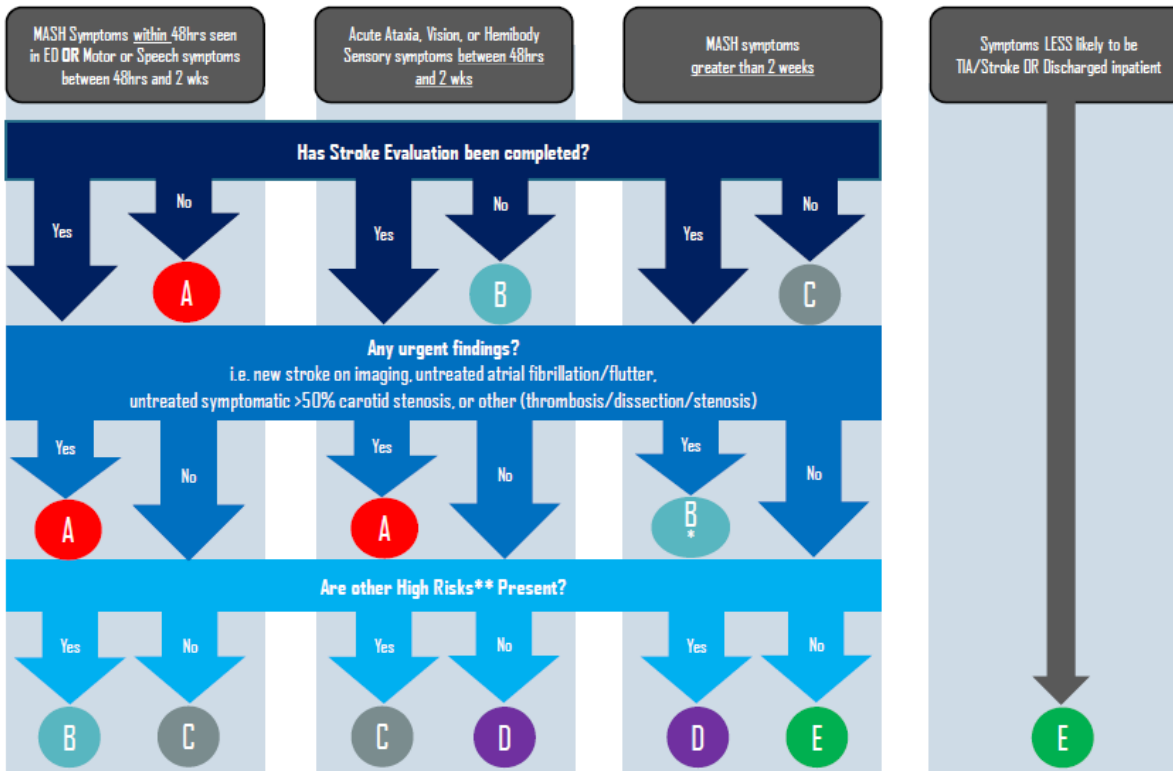 MASH Symptoms within 48hrs seen
in ED OR Motor or Speech symptoms
between 48hrs and 2 wks
Acute Ataxia, Vision, or Hemibody
Sensory symptoms between 48hrs
and 2 wks
MASH symptoms
greater than 2 weeks
Symptoms LESS likely to be
TIA/Stroke OR Discharged inpatient
Has Stroke Evaluation been completed?
Yes
No
Yes
No
Yes
No
A
B
C
Any urgent findings?
i.e. new stroke on imaging, untreated atrial fibrillation/flutter,
untreated symptomatic >50% carotid stenosis, or other (thrombosis/dissection/stenosis)
Yes
No
Yes
No
Yes
No
A
A
B
*
Are other High Risks** Present?
Yes
No
Yes
No
Yes
No
B
C
C
D
D
E
E